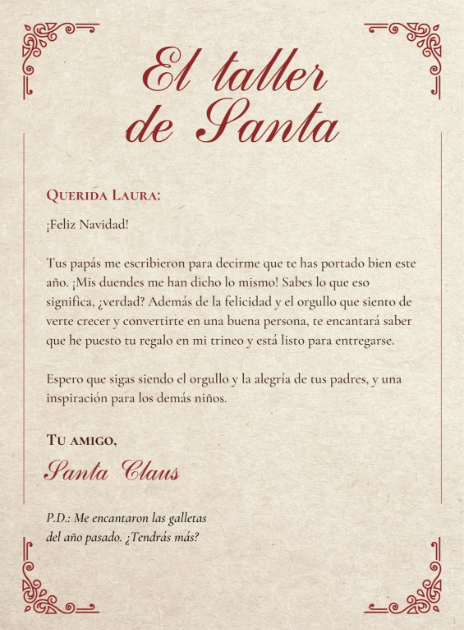 El taller
de Santa
Querida Laura:
¡Feliz Navidad!
Tus papás me escribieron para decirme que te has portado bien este
año. ¡Mis duendes me han dicho lo mismo! Sabes lo que eso
significa, ¿verdad? Además de la felicidad y el orgullo que siento de
verte crecer y convertirte en una buena persona, te encantará saber
que he puesto tu regalo en mi trineo y está listo para entregarse.
Espero que sigas siendo el orgullo y la alegría de tus padres, y una
inspiración para los demás niños.
Tu amigo,
Santa Claus
P.D.: Me encantaron las galletas
del año pasado. ¿Tendrás más?